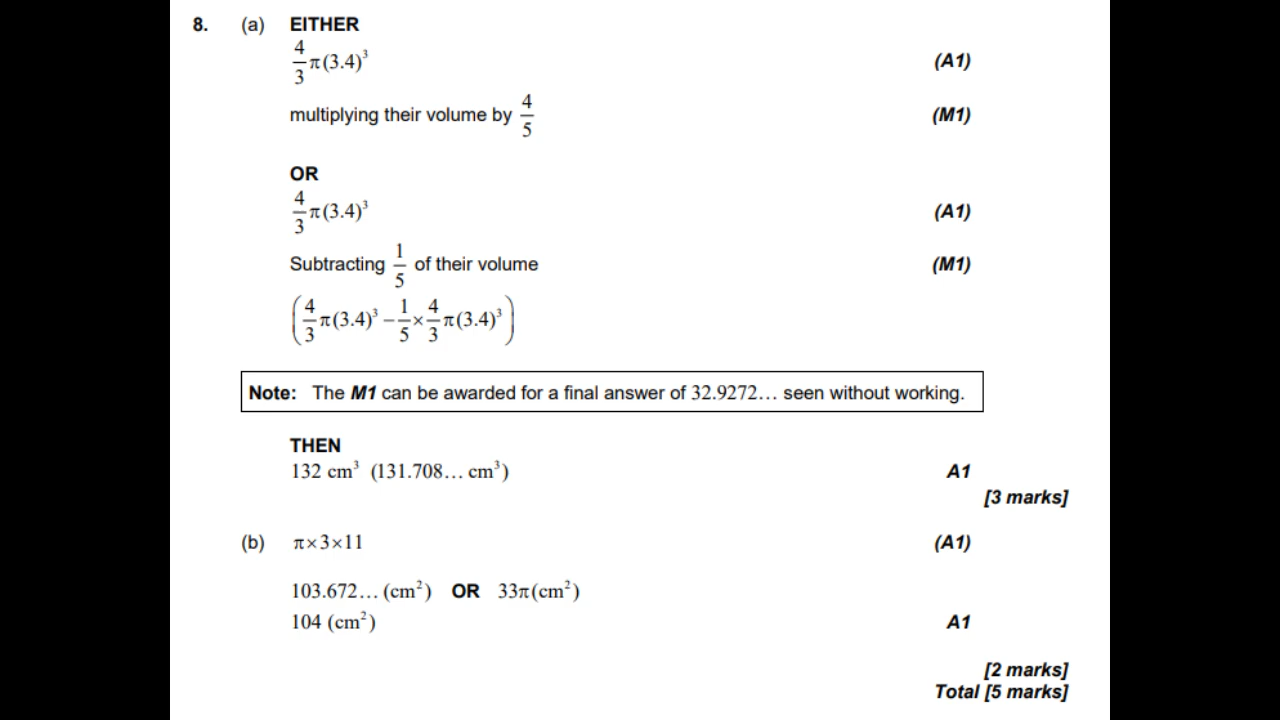 8. (a) EITHER
4/3 π(3.4)³ (A1)
multiplying their volume by 4/5 (M1)
OR
4/3 π(3.4)³ (A1)
Subtracting 1/5 of their volume (M1)
(4/3 π(3.4)³ − 1/5 × 4/3 π(3.4)³)
Note: The M1 can be awarded for a final answer of 32.9272… seen without working.
THEN
132 cm³ (131.708… cm³) A1
[3 marks]
(b) π×3×11 (A1)
103.672… (cm²) OR 33π(cm²)
104 (cm²) A1
[2 marks]
Total [5 marks]